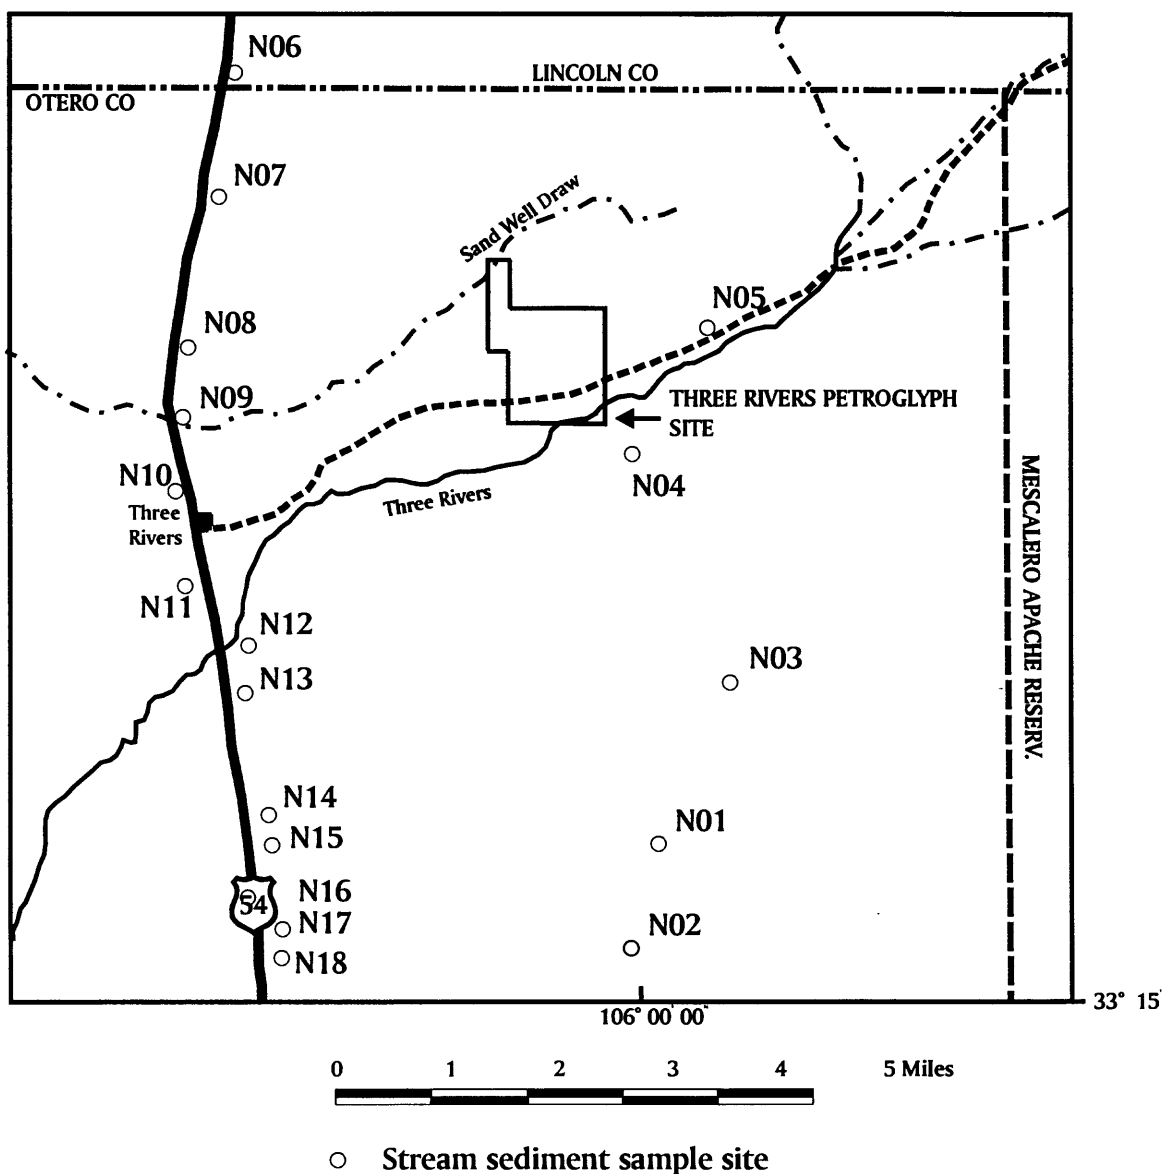 N06
LINCOLN CO
OTERO CO
N07
Sand Well Draw
N05
N08
N09
THREE RIVERS PETROGLYPH
SITE
N10
N04
Three Rivers
Three
Rivers
MESCALERO APACHE RESERV.
N11
N12
N03
N13
N14
N01
N15
N16
54
N17
N02
N18
33° 15'
106° 00' 00"
0 1 2 3 4 5 Miles
Stream sediment sample site